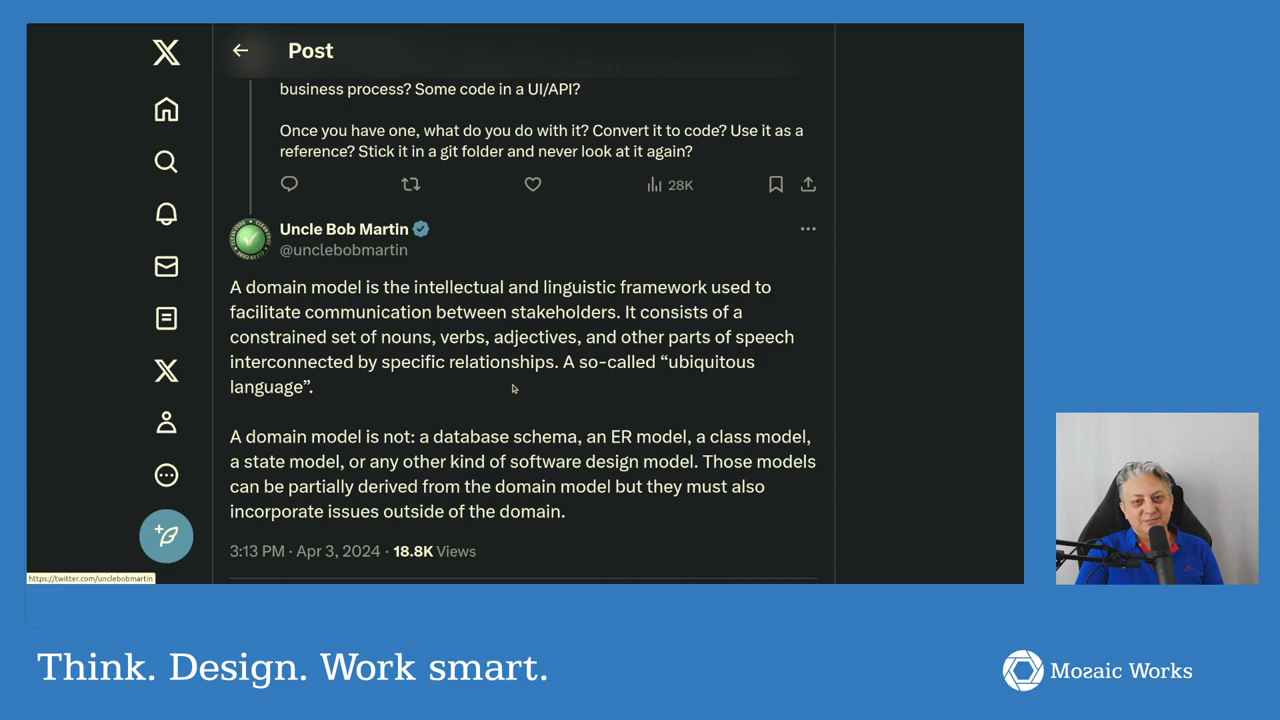 Post
business process? Some code in a UI/API?
Once you have one, what do you do with it? Convert it to code? Use it as a
reference? Stick it in a git folder and never look at it again?
28K
Uncle Bob Martin
@unclebobmartin
A domain model is the intellectual and linguistic framework used to
facilitate communication between stakeholders. It consists of a
constrained set of nouns, verbs, adjectives, and other parts of speech
interconnected by specific relationships. A so-called “ubiquitous
language”.
A domain model is not: a database schema, an ER model, a class model,
a state model, or any other kind of software design model. Those models
can be partially derived from the domain model but they must also
incorporate issues outside of the domain.
3:13 PM · Apr 3, 2024 · 18.8K Views
https://twitter.com/unclebobmartin
Think. Design. Work smart.
Mozaic Works